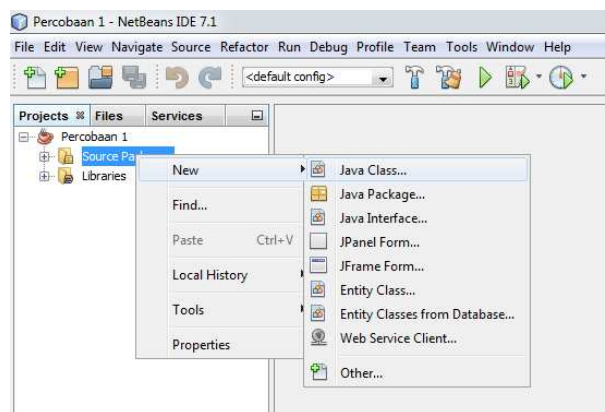 Percobaan 1 - NetBeans IDE 7.1
File Edit View Navigate Source Refactor Run Debug Profile Team Tools Window Help
<default config>
Projects Files Services
Percobaan 1
Source
Libraries
New
Find...
Paste Ctrl+V
Local History
Tools
Properties
Java Class...
Java Package...
Java Interface...
JPanel Form...
JFrame Form...
Entity Class...
Entity Classes from Database...
Web Service Client...
Other...